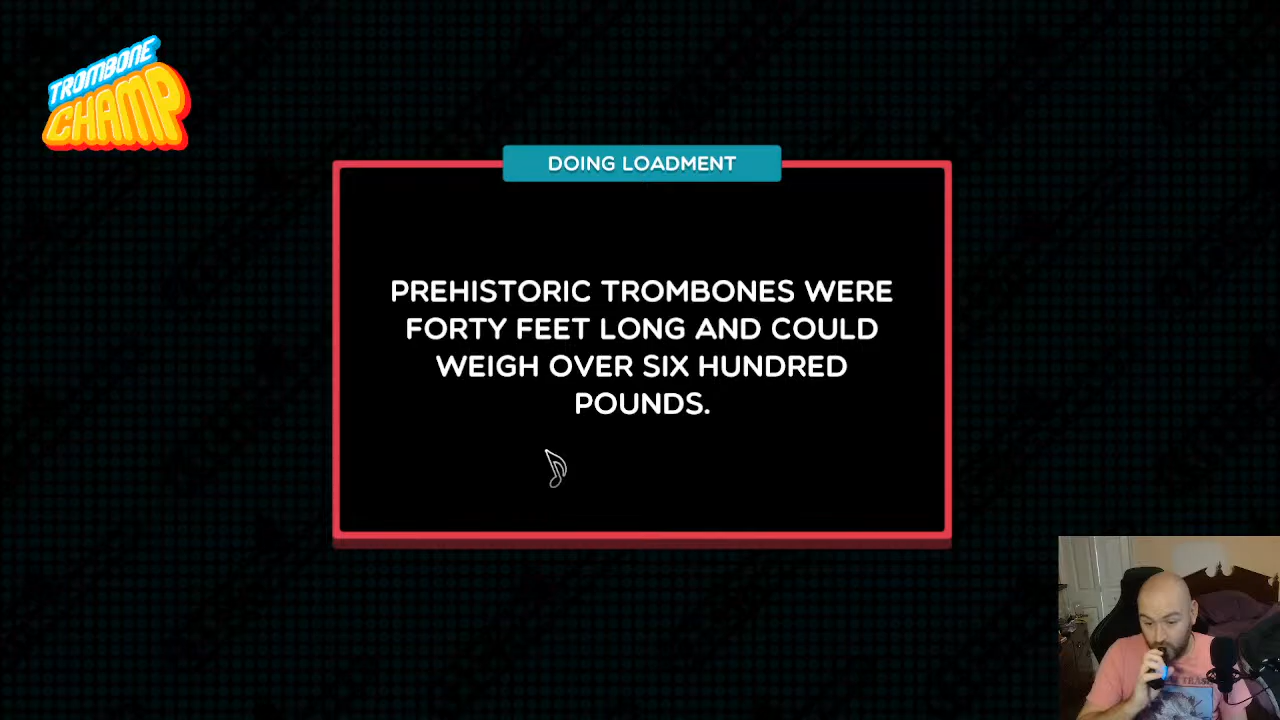 TROMBONE
CHAMP
DOING LOADMENT
PREHISTORIC TROMBONES WERE
FORTY FEET LONG AND COULD
WEIGH OVER SIX HUNDRED
POUNDS.